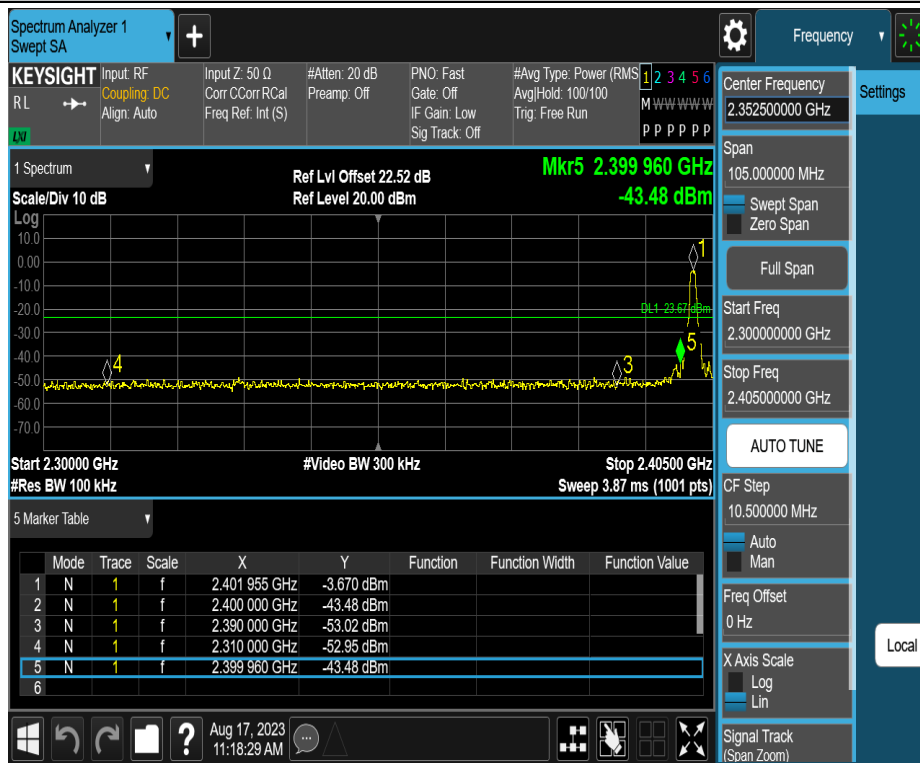 Spectrum Analyzer 1
Swept SA
+
Frequency
KEYSIGHT
RL
LXI
Input: RF
Coupling: DC
Align: Auto
Input Z: 50 Ω
Corr CCorr RCal
Freq Ref: Int (S)
#Atten: 20 dB
Preamp: Off
PNO: Fast
Gate: Off
IF Gain: Low
Sig Track: Off
#Avg Type: Power (RMS
Avg|Hold: 100/100
Trig: Free Run
1 2 3 4 5 6
M W W W W W
P P P P P P
1 Spectrum
Scale/Div 10 dB
Ref Lvl Offset 22.52 dB
Ref Level 20.00 dBm
Mkr5 2.399 960 GHz
-43.48 dBm
Log
10.0
0.00
-10.0
-20.0
-30.0
-40.0
-50.0
-60.0
-70.0
1
DL1 -23.67 dBm
5
4
3
Start 2.30000 GHz
#Video BW 300 kHz
Stop 2.40500 GHz
#Res BW 100 kHz
Sweep 3.87 ms (1001 pts)
5 Marker Table
Mode Trace Scale X Y Function Function Width Function Value
1 N 1 f 2.401 955 GHz -3.670 dBm
2 N 1 f 2.400 000 GHz -43.48 dBm
3 N 1 f 2.390 000 GHz -53.02 dBm
4 N 1 f 2.310 000 GHz -52.95 dBm
5 N 1 f 2.399 960 GHz -43.48 dBm
6
?
Aug 17, 2023
11:18:29 AM
Center Frequency
2.352500000 GHz
Settings
Span
105.000000 MHz
Swept Span
Zero Span
Full Span
Start Freq
2.300000000 GHz
Stop Freq
2.405000000 GHz
AUTO TUNE
CF Step
10.500000 MHz
Auto
Man
Freq Offset
0 Hz
Local
X Axis Scale
Log
Lin
Signal Track
(Span Zoom)